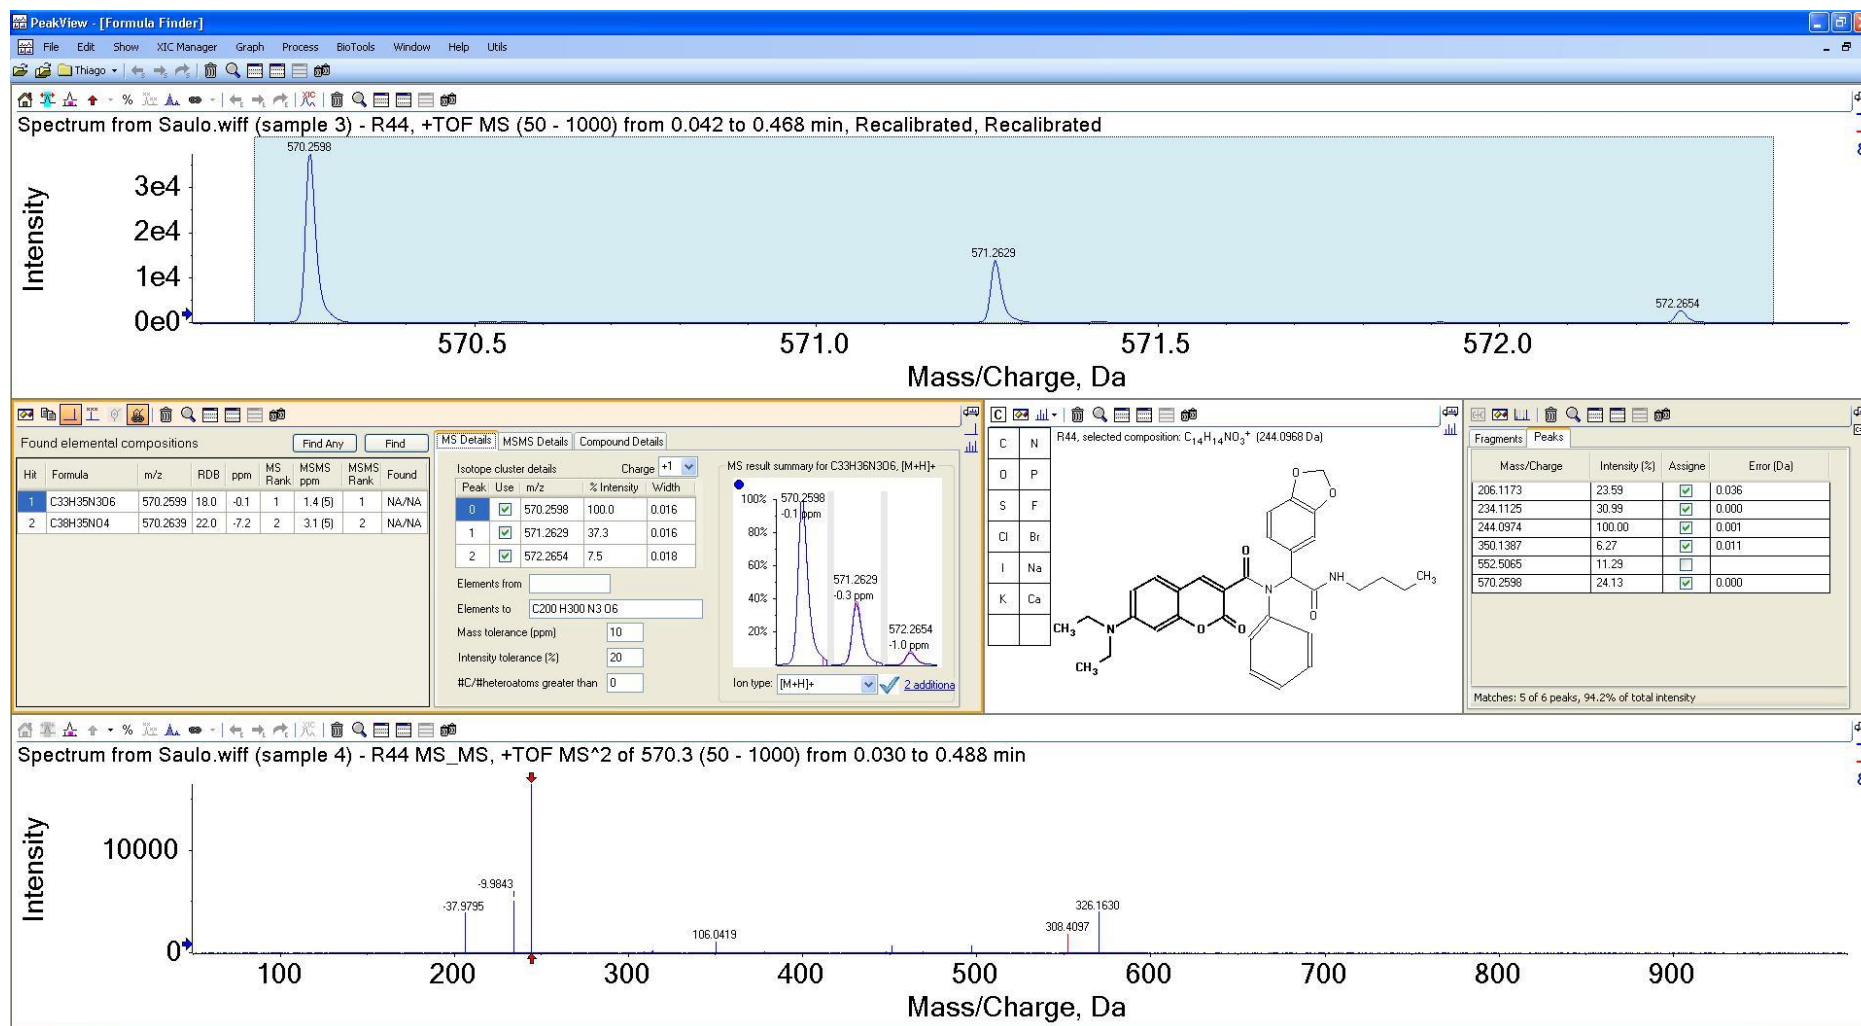 PeakView - [Formula Finder]
File Edit Show XIC Manager Graph Process BioTools Window Help Utils
Thiago
Spectrum from Saulo.wiff (sample 3) - R44, +TOF MS (50 - 1000) from 0.042 to 0.468 min, Recalibrated, Recalibrated
Intensity
3e4
2e4
1e4
0e0
570.2598
571.2629
572.2654
570.5 571.0 571.5 572.0
Mass/Charge, Da
Found elemental compositions
Find Any Find
Hit Formula m/z RDB ppm MS Rank MSMS ppm MSMS Rank Found
1 C33H35N3O6 570.2599 18.0 -0.1 1 1.4 (5) 1 NA/NA
2 C38H35NO4 570.2639 22.0 -7.2 2 3.1 (5) 2 NA/NA
MS Details MSMS Details Compound Details
Isotope cluster details Charge +1
Peak Use m/z % Intensity Width
0 570.2598 100.0 0.016
1 571.2629 37.3 0.016
2 572.2654 7.5 0.018
Elements from
Elements to C200 H300 N3 O6
Mass tolerance (ppm) 10
Intensity tolerance (%) 20
#C/#heteroatoms greater than 0
MS result summary for C33H36N3O6, [M+H]+
100%
80%
60%
40%
20%
570.2598
-0.1 ppm
571.2629
-0.3 ppm
572.2654
-1.0 ppm
Ion type: [M+H]+ 2 additiona
C
C N
O P
S F
Cl Br
I Na
K Ca
R44, selected composition: C14H14NO3+ (244.0968 Da)
O
O
O
NH
CH3
N
O
CH3
N
O
O
CH3
Fragments Peaks
Mass/Charge Intensity (%) Assigne Error (Da)
206.1173 23.59 0.036
234.1125 30.99 0.000
244.0974 100.00 0.001
350.1387 6.27 0.011
552.5065 11.29
570.2598 24.13 0.000
Matches: 5 of 6 peaks, 94.2% of total intensity
Spectrum from Saulo.wiff (sample 4) - R44 MS_MS, +TOF MS^2 of 570.3 (50 - 1000) from 0.030 to 0.488 min
Intensity
10000
0
-37.9795
-9.9843
106.0419
308.4097
326.1630
100 200 300 400 500 600 700 800 900
Mass/Charge, Da